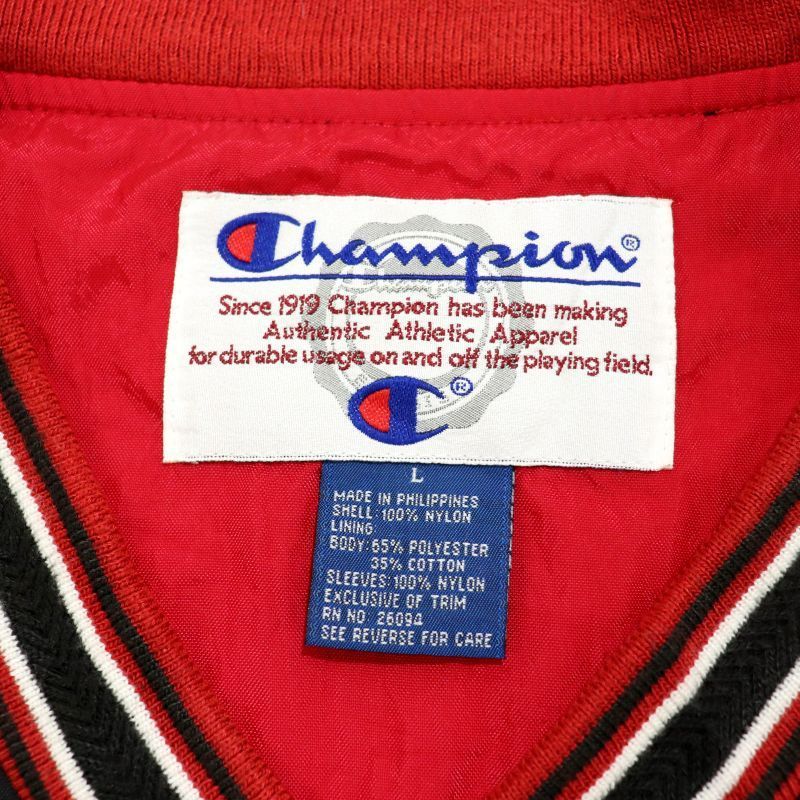 Champion®
Since 1919 Champion has been making
Authentic Athletic Apparel
for durable usage on and off the playing field.
®
L
MADE IN PHILIPPINES
SHELL: 100% NYLON
LINING
BODY: 65% POLYESTER
35% COTTON
SLEEVES: 100% NYLON
EXCLUSIVE OF TRIM
RN NO. 26094
SEE REVERSE FOR CARE